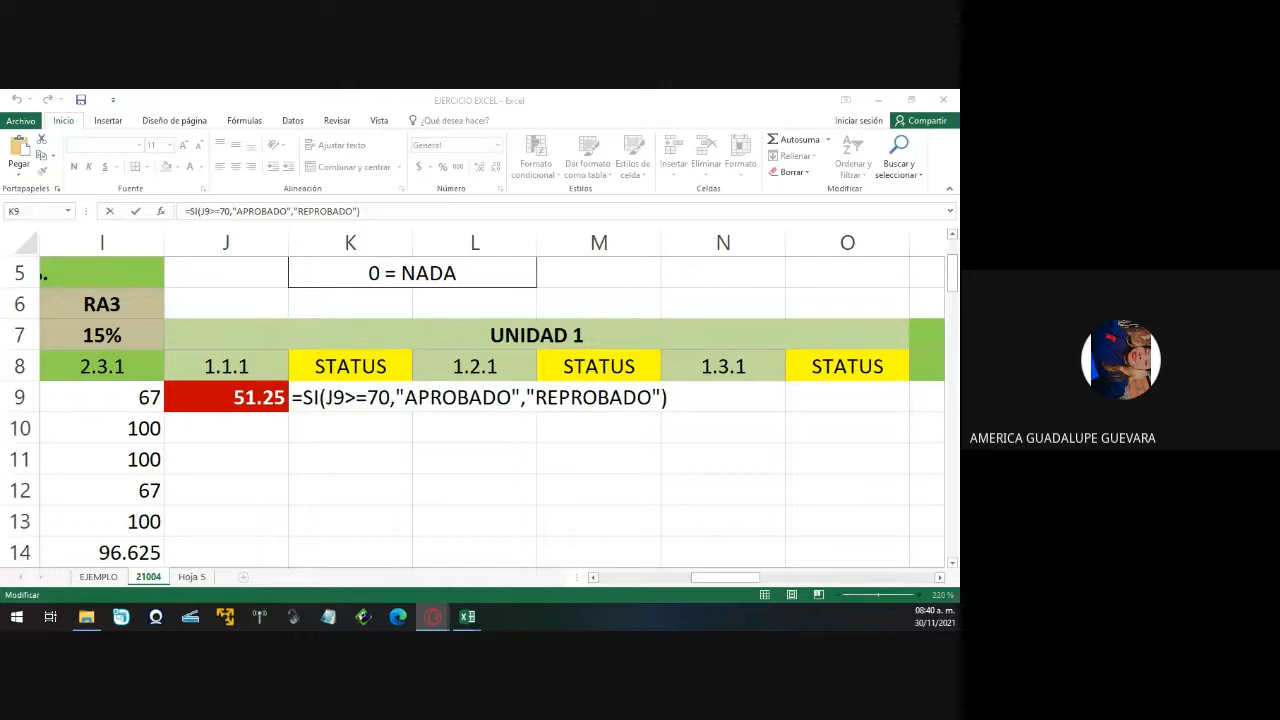 EJERCICIO EXCEL - Excel
Archivo Inicio Insertar Diseño de página Fórmulas Datos Revisar Vista ¿Qué desea hacer? Iniciar sesión Compartir
Pegar
11
N K S
Ajustar texto
Combinar y centrar
General
$ % 000
Formato condicional
Dar formato como tabla
Estilos de celda
Insertar Eliminar Formato
Autosuma
Rellenar
Borrar
Ordenar y filtrar
Buscar y seleccionar
Portapapeles Fuente Alineación Número Estilos Celdas Modificar
K9 fx =SI(J9>=70,"APROBADO","REPROBADO")
I J K L M N O
5 0 = NADA
6 RA3
7 15% UNIDAD 1
8 2.3.1 1.1.1 STATUS 1.2.1 STATUS 1.3.1 STATUS
9 67 51.25 =SI(J9>=70,"APROBADO","REPROBADO")
10 100
11 100
12 67
13 100
14 96.625
EJEMPLO 21004 Hoja 5
Modificar 220 %
08:40 a. m.
30/11/2021
AMERICA GUADALUPE GUEVARA